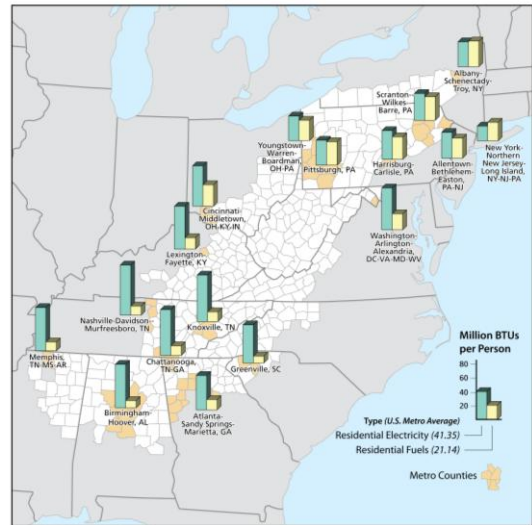 Albany-
Schenectady-
Troy, NY
Scranton-
Wilkes-
Barre, PA
Youngstown-
Warren-
Boardman,
OH-PA
Pittsburgh, PA
Harrisburg-
Carlisle, PA
Allentown-
Bethlehem-
Easton,
PA-NJ
New York-
Northern
New Jersey-
Long Island,
NY-NJ-PA
Cincinnati-
Middletown,
OH-KY-IN
Washington-
Arlington-
Alexandria,
DC-VA-MD-WV
Lexington-
Fayette, KY
Nashville-Davidson-
Murfreesboro, TN
Knoxville, TN
Memphis,
TN-MS-AR
Chattanooga,
TN-GA
Greenville, SC
Birmingham-
Hoover, AL
Atlanta-
Sandy Springs-
Marietta, GA
Million BTUs
per Person
80
60
40
20
Type (U.S. Metro Average)
Residential Electricity (41.35)
Residential Fuels (21.14)
Metro Counties